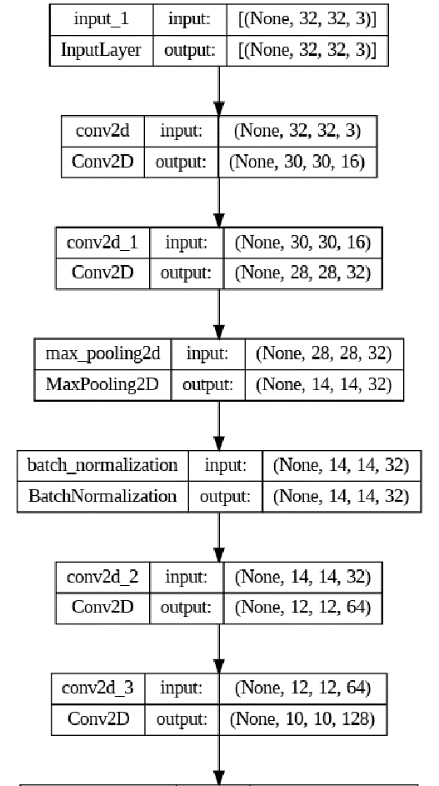 input_1 input: [(None, 32, 32, 3)]
InputLayer output: [(None, 32, 32, 3)]
conv2d input: (None, 32, 32, 3)
Conv2D output: (None, 30, 30, 16)
conv2d_1 input: (None, 30, 30, 16)
Conv2D output: (None, 28, 28, 32)
max_pooling2d input: (None, 28, 28, 32)
MaxPooling2D output: (None, 14, 14, 32)
batch_normalization input: (None, 14, 14, 32)
BatchNormalization output: (None, 14, 14, 32)
conv2d_2 input: (None, 14, 14, 32)
Conv2D output: (None, 12, 12, 64)
conv2d_3 input: (None, 12, 12, 64)
Conv2D output: (None, 10, 10, 128)